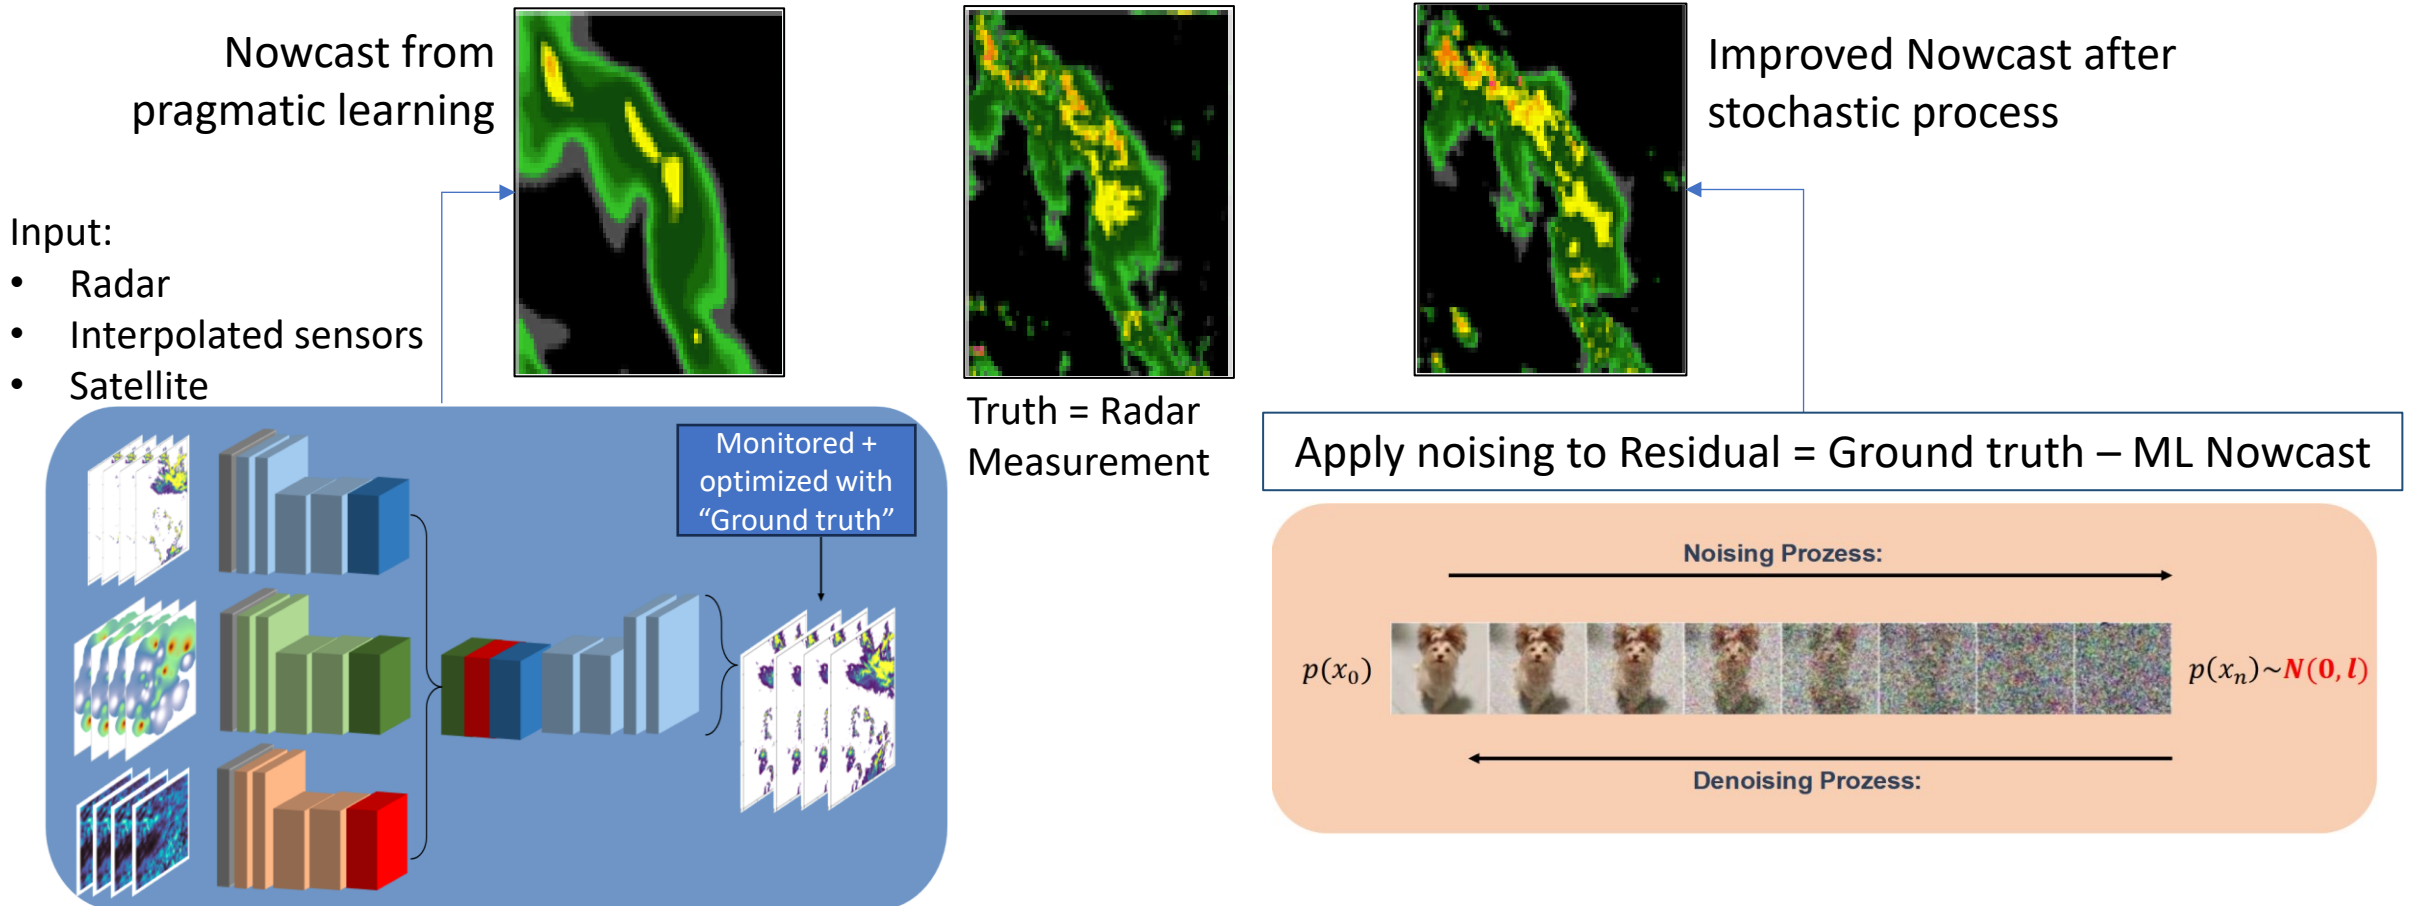 Nowcast from
pragmatic learning
Improved Nowcast after
stochastic process
Input:
• Radar
• Interpolated sensors
• Satellite
Truth = Radar
Measurement
Monitored +
optimized with
“Ground truth”
Apply noising to Residual = Ground truth – ML Nowcast
Noising Prozess:
p(x₀)
p(xₙ)~N(0, l)
Denoising Prozess: